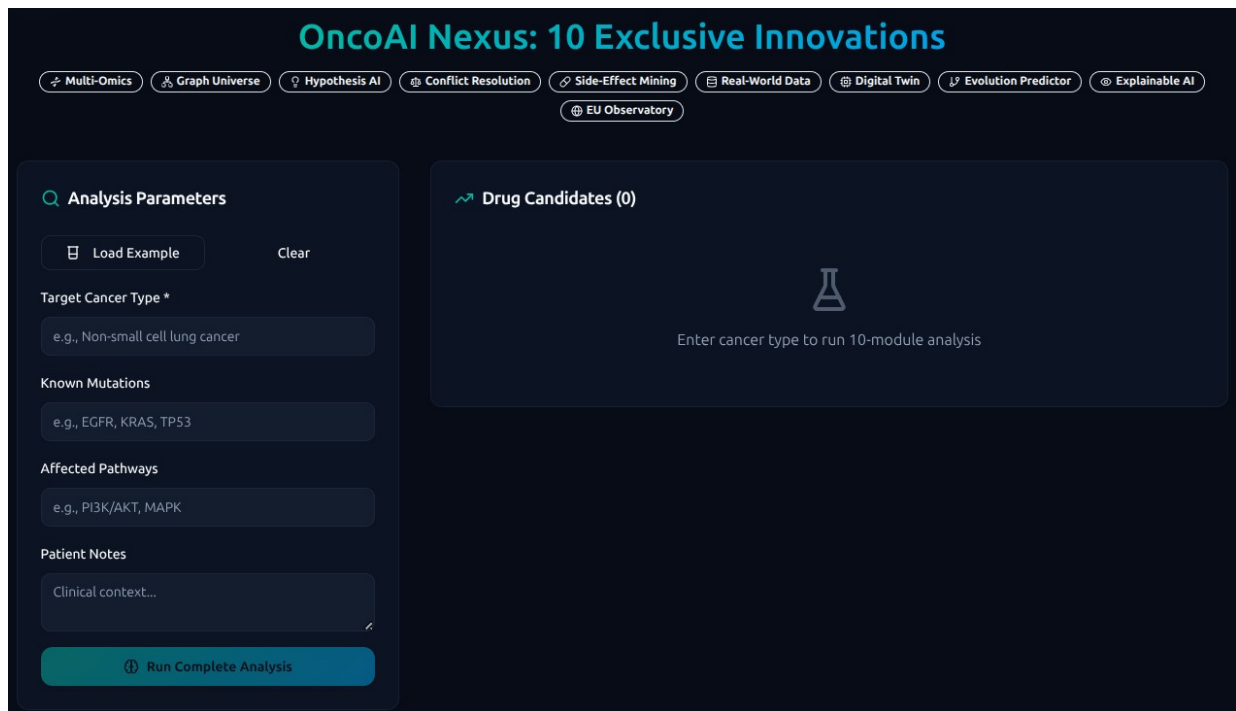 OncoAI Nexus: 10 Exclusive Innovations
Multi-Omics Graph Universe Hypothesis AI Conflict Resolution Side-Effect Mining Real-World Data Digital Twin Evolution Predictor Explainable AI
EU Observatory
Analysis Parameters
Load Example Clear
Target Cancer Type *
e.g., Non-small cell lung cancer
Known Mutations
e.g., EGFR, KRAS, TP53
Affected Pathways
e.g., PI3K/AKT, MAPK
Patient Notes
Clinical context...
Run Complete Analysis
Drug Candidates (0)
Enter cancer type to run 10-module analysis